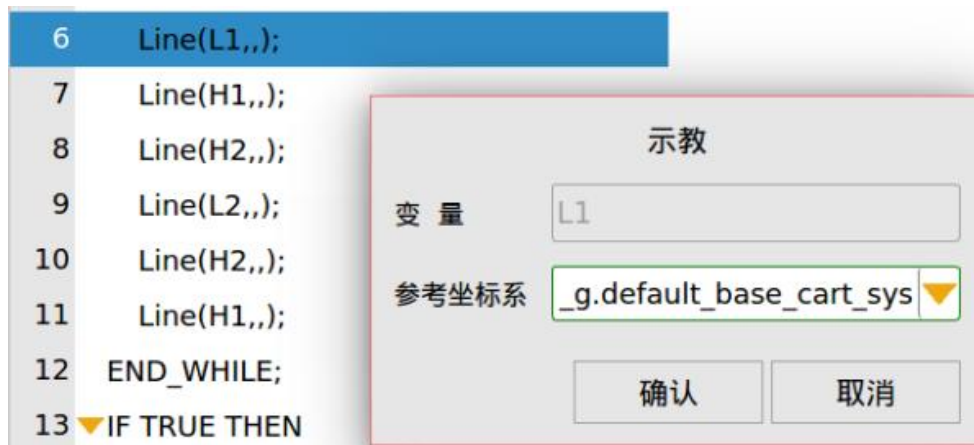 6 Line(L1,,);
7 Line(H1,,);
8 Line(H2,,);
9 Line(L2,,);
10 Line(H2,,);
11 Line(H1,,);
12 END_WHILE;
13 IF TRUE THEN
示教
变 量 L1
参考坐标系 _g.default_base_cart_sys
确认 取消